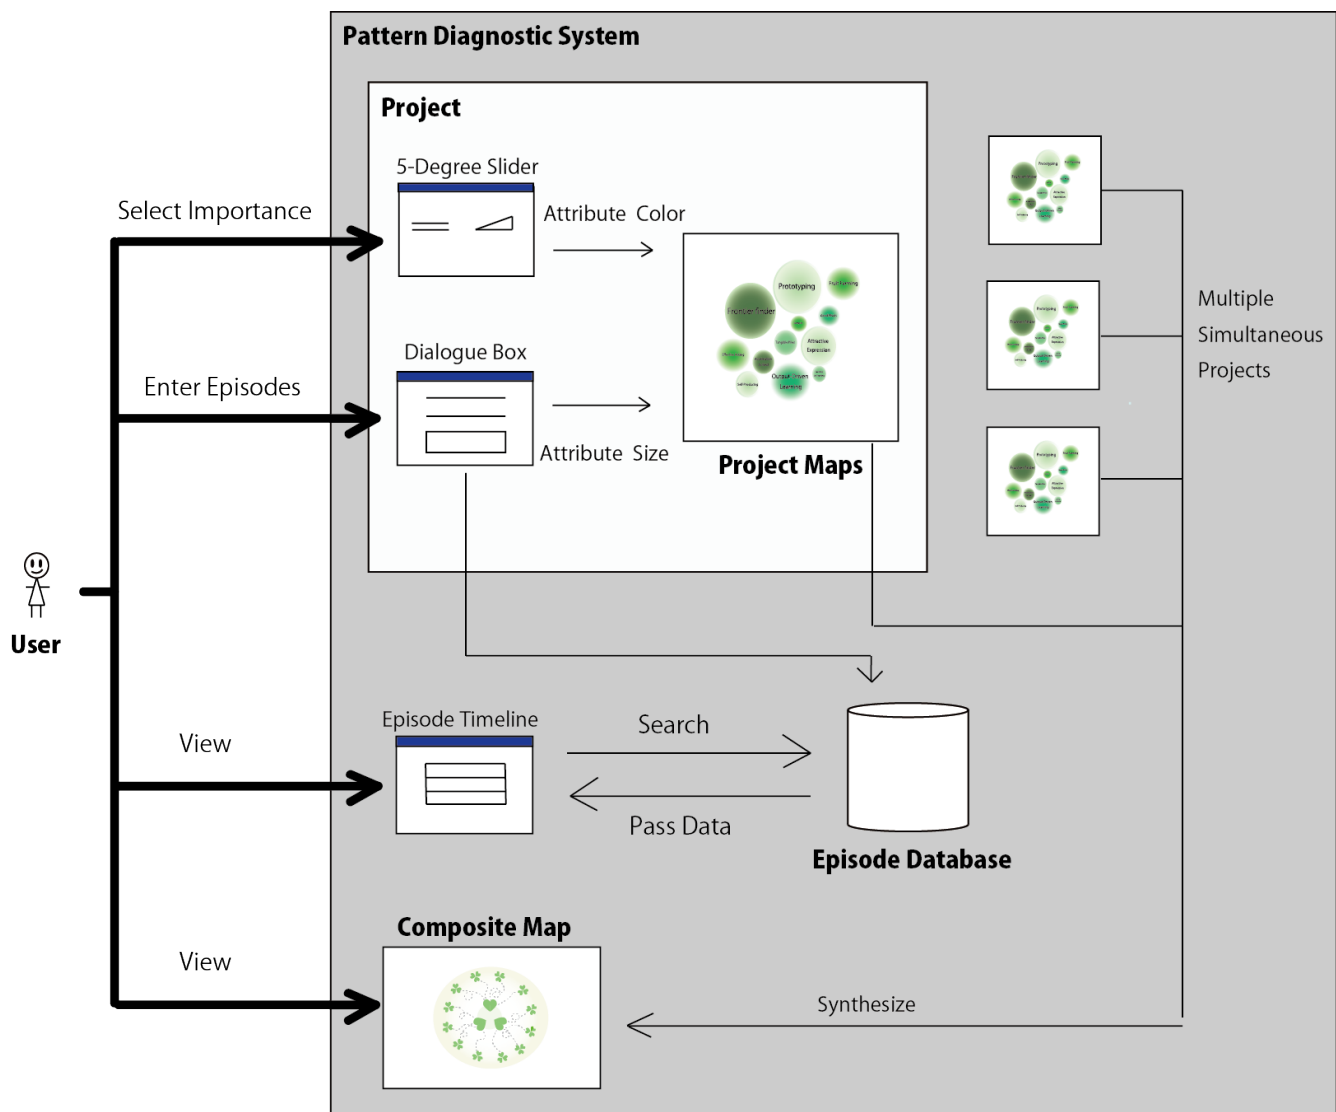 Pattern Diagnostic System
Project
5-Degree Slider
Select Importance
Attribute Color
Prototyping
Frontier finder
Attractive
Expression
Output-Driven
Learning
Dialogue Box
Enter Episodes
Attribute Size
Project Maps
Multiple
Simultaneous
Projects
User
Episode Timeline
View
Search
Pass Data
Episode Database
Composite Map
View
Synthesize